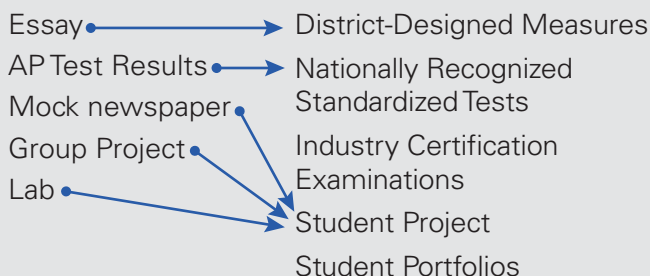 Essay
AP Test Results
Mock newspaper
Group Project
Lab
District-Designed Measures
Nationally Recognized
Standardized Tests
Industry Certification
Examinations
Student Project
Student Portfolios